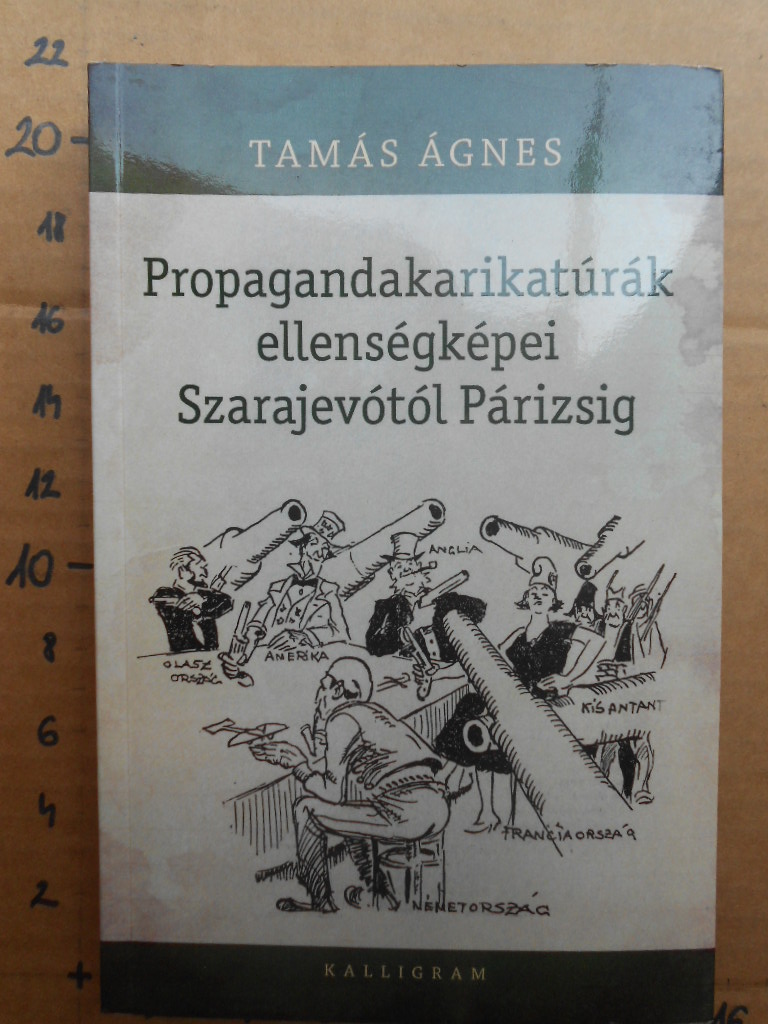 22
20
18
16
14
12
10
8
6
4
2
+
16
TAMÁS ÁGNES
Propagandakarikatúrák
ellenségképei
Szarajevótól Párizsig
ANGLIA
OLASZ
ORSZÁG
AMERIKA
KIS ANTANT
FRANCIAORSZÁG
NÉMETORSZÁG
KALLIGRAM